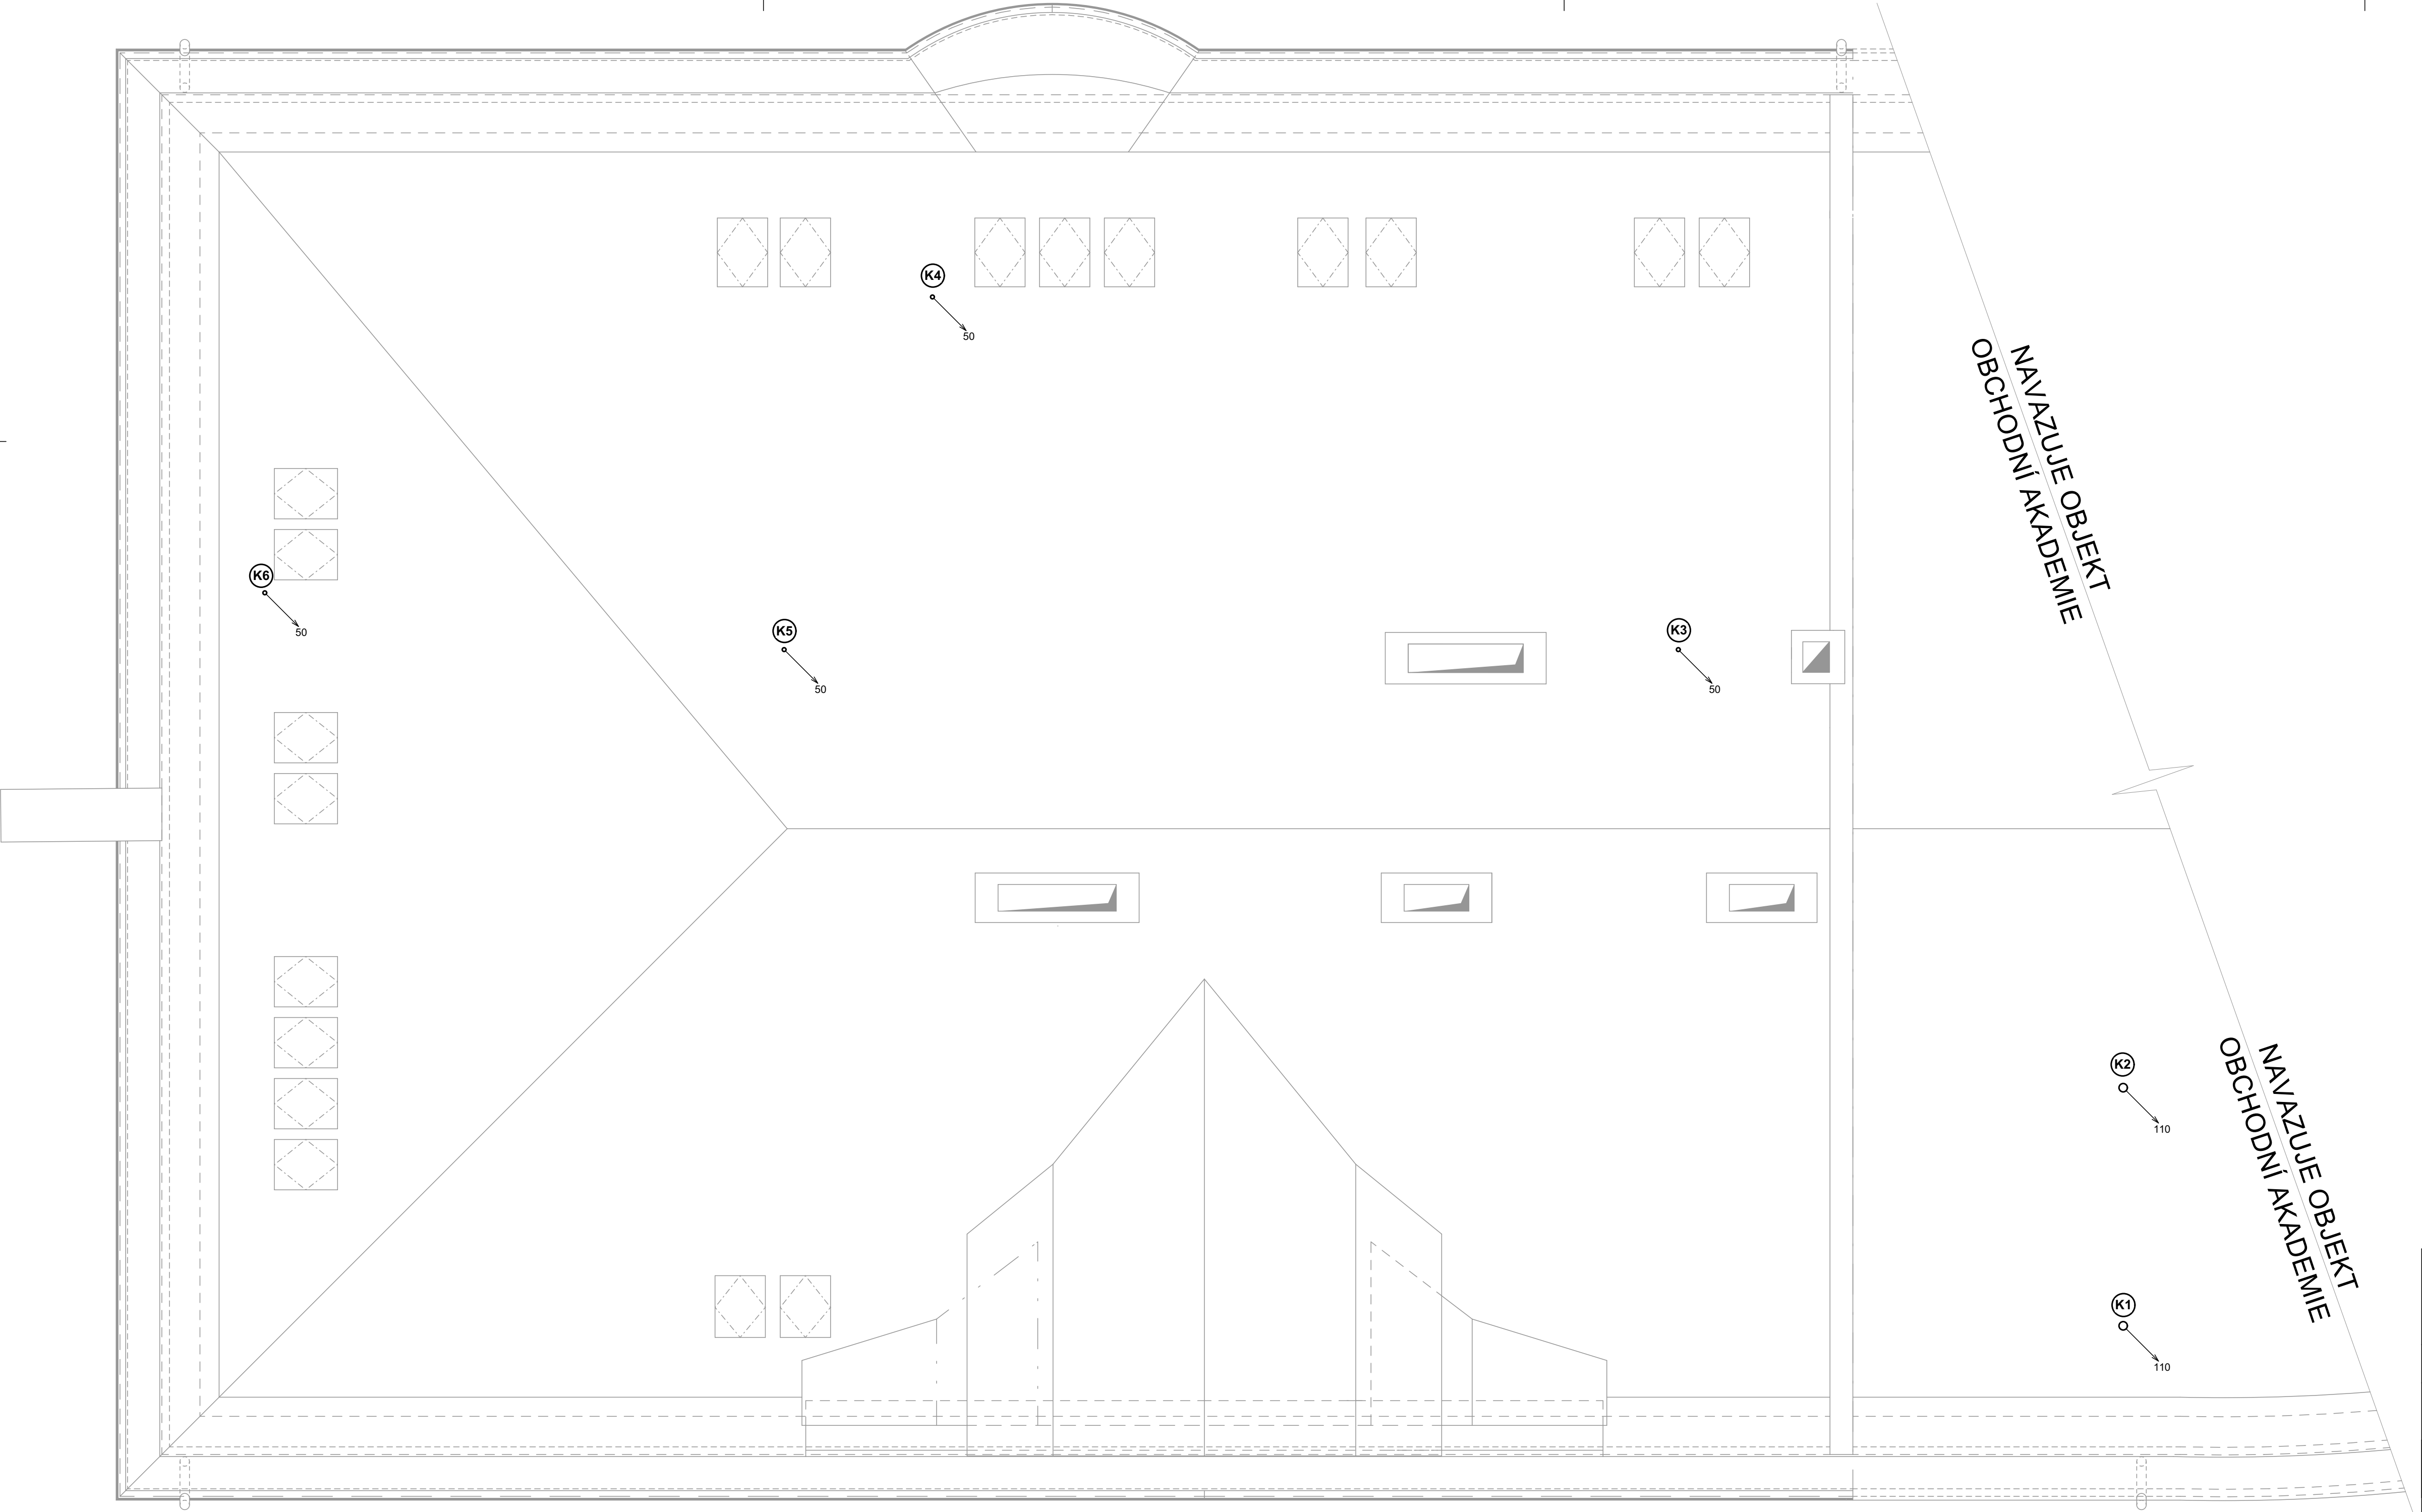 K4
50
NAVAZUJE OBJEKT
OBCHODNÍ AKADEMIE
K6
50
K5
50
K3
50
K2
110
NAVAZUJE OBJEKT
OBCHODNÍ AKADEMIE
K1
110